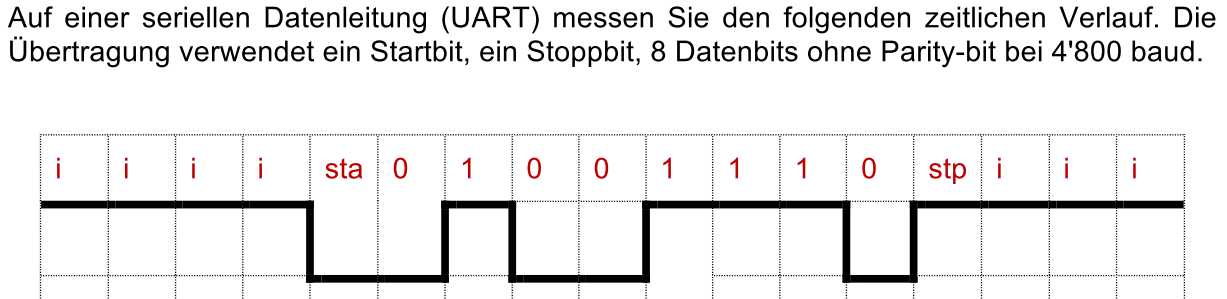 Auf einer seriellen Datenleitung (UART) messen Sie den folgenden zeitlichen Verlauf. Die
Übertragung verwendet ein Startbit, ein Stoppbit, 8 Datenbits ohne Parity-bit bei 4'800 baud.
i i i i sta 0 1 0 0 1 1 1 0 stp i i i